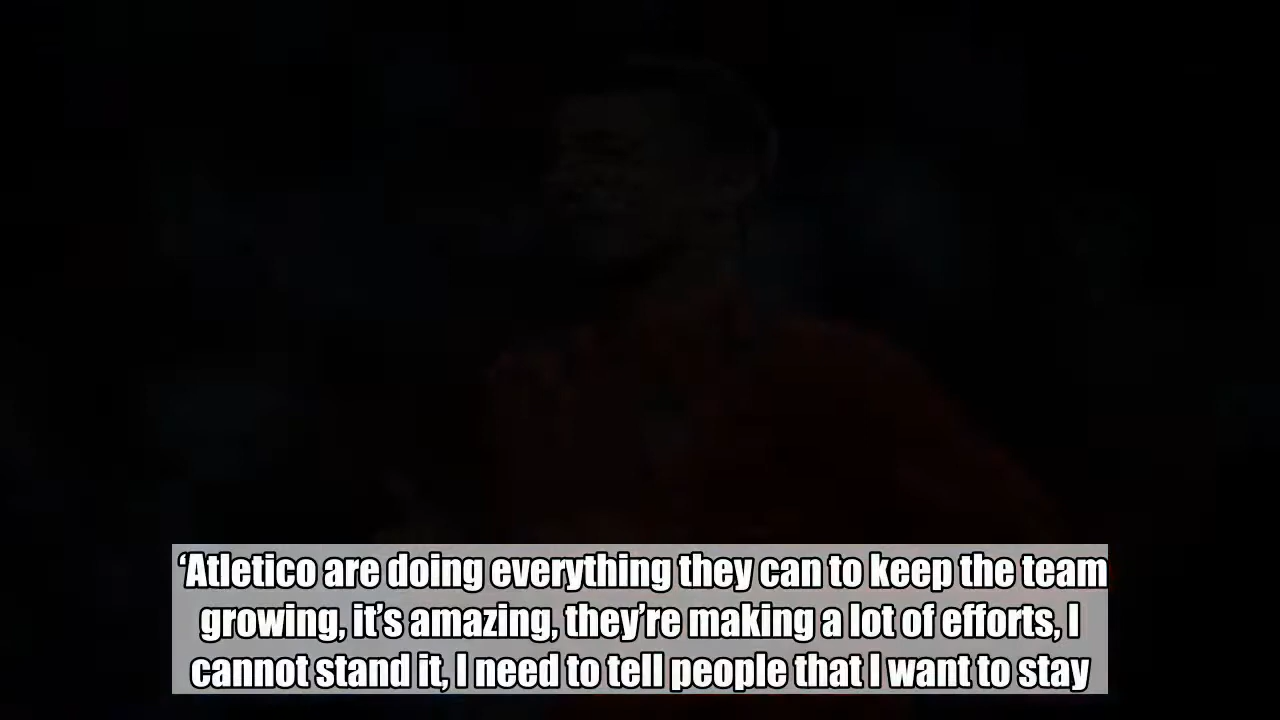 ‘Atletico are doing everything they can to keep the team
growing, it’s amazing, they’re making a lot of efforts, I
cannot stand it, I need to tell people that I want to stay